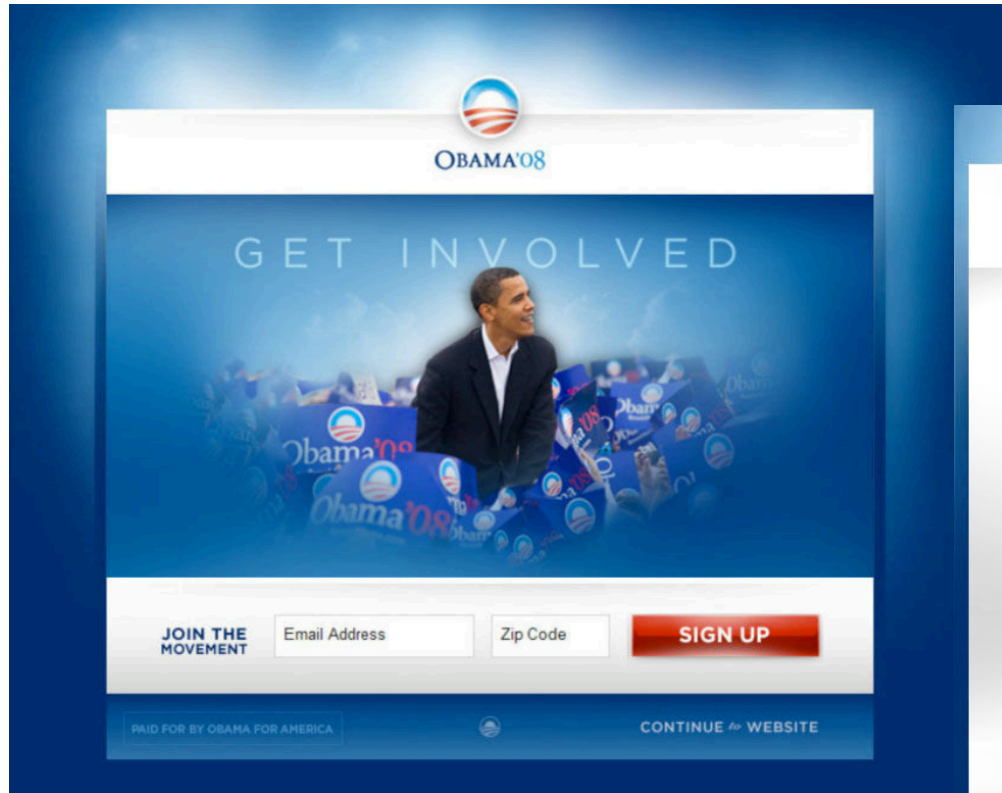 OBAMA'08
GET INVOLVED
Obama'08
Obama'08
JOIN THE
MOVEMENT
Email Address
Zip Code
SIGN UP
PAID FOR BY OBAMA FOR AMERICA
CONTINUE to WEBSITE